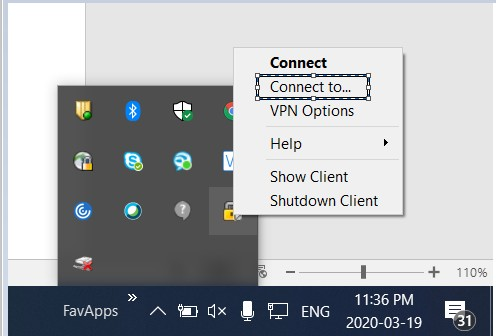 Connect
Connect to...
VPN Options
Help
Show Client
Shutdown Client
110%
FavApps
ENG
11:36 PM
2020-03-19
31